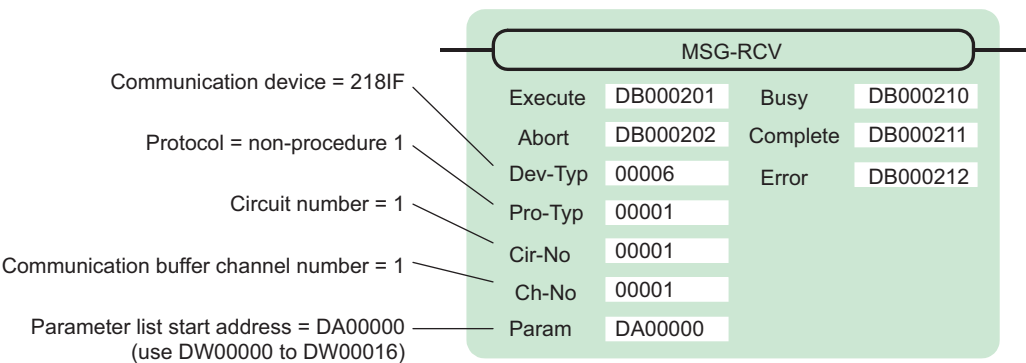 MSG-RCV
Communication device = 218IF
Execute DB000201 Busy DB000210
Protocol = non-procedure 1
Abort DB000202 Complete DB000211
Dev-Typ 00006 Error DB000212
Circuit number = 1
Pro-Typ 00001
Cir-No 00001
Communication buffer channel number = 1
Ch-No 00001
Parameter list start address = DA00000
(use DW00000 to DW00016)
Param DA00000